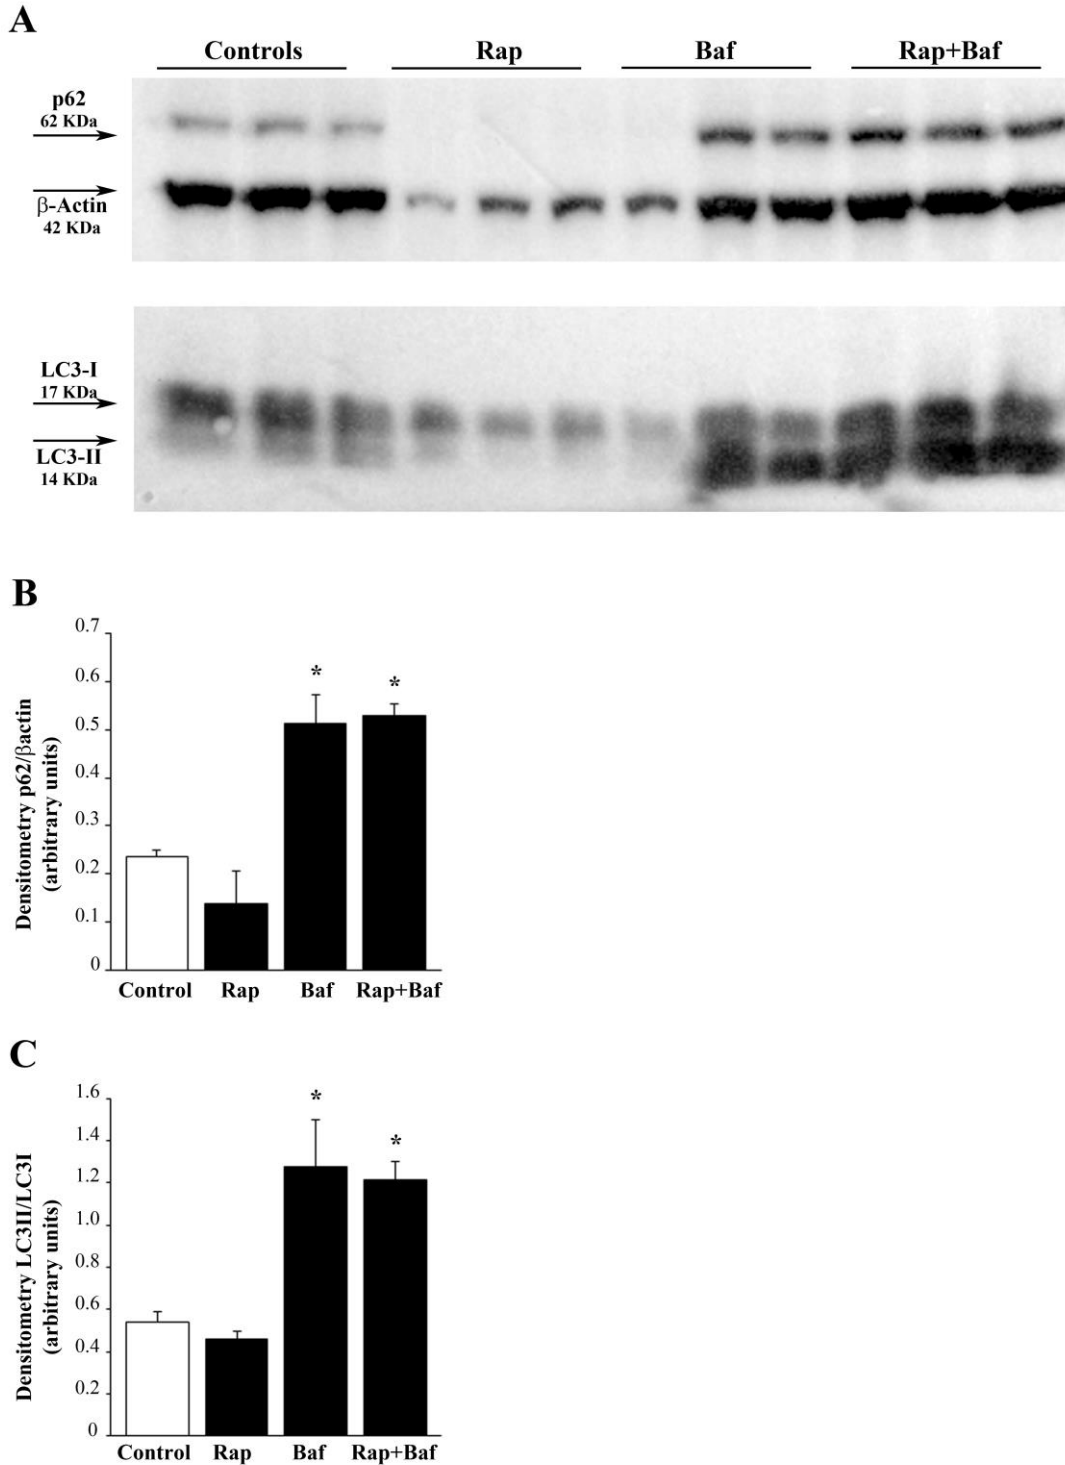 A
Controls Rap Baf Rap+Baf
p62
62 KDa
β-Actin
42 KDa
LC3-I
17 KDa
LC3-II
14 KDa
B
Densitometry p62/βactin
(arbitrary units)
0.7
0.6
0.5
0.4
0.3
0.2
0.1
0
*
*
Control Rap Baf Rap+Baf
C
Densitometry LC3II/LC3I
(arbitrary units)
1.6
1.4
1.2
1.0
0.8
0.6
0.4
0.2
0
*
*
Control Rap Baf Rap+Baf